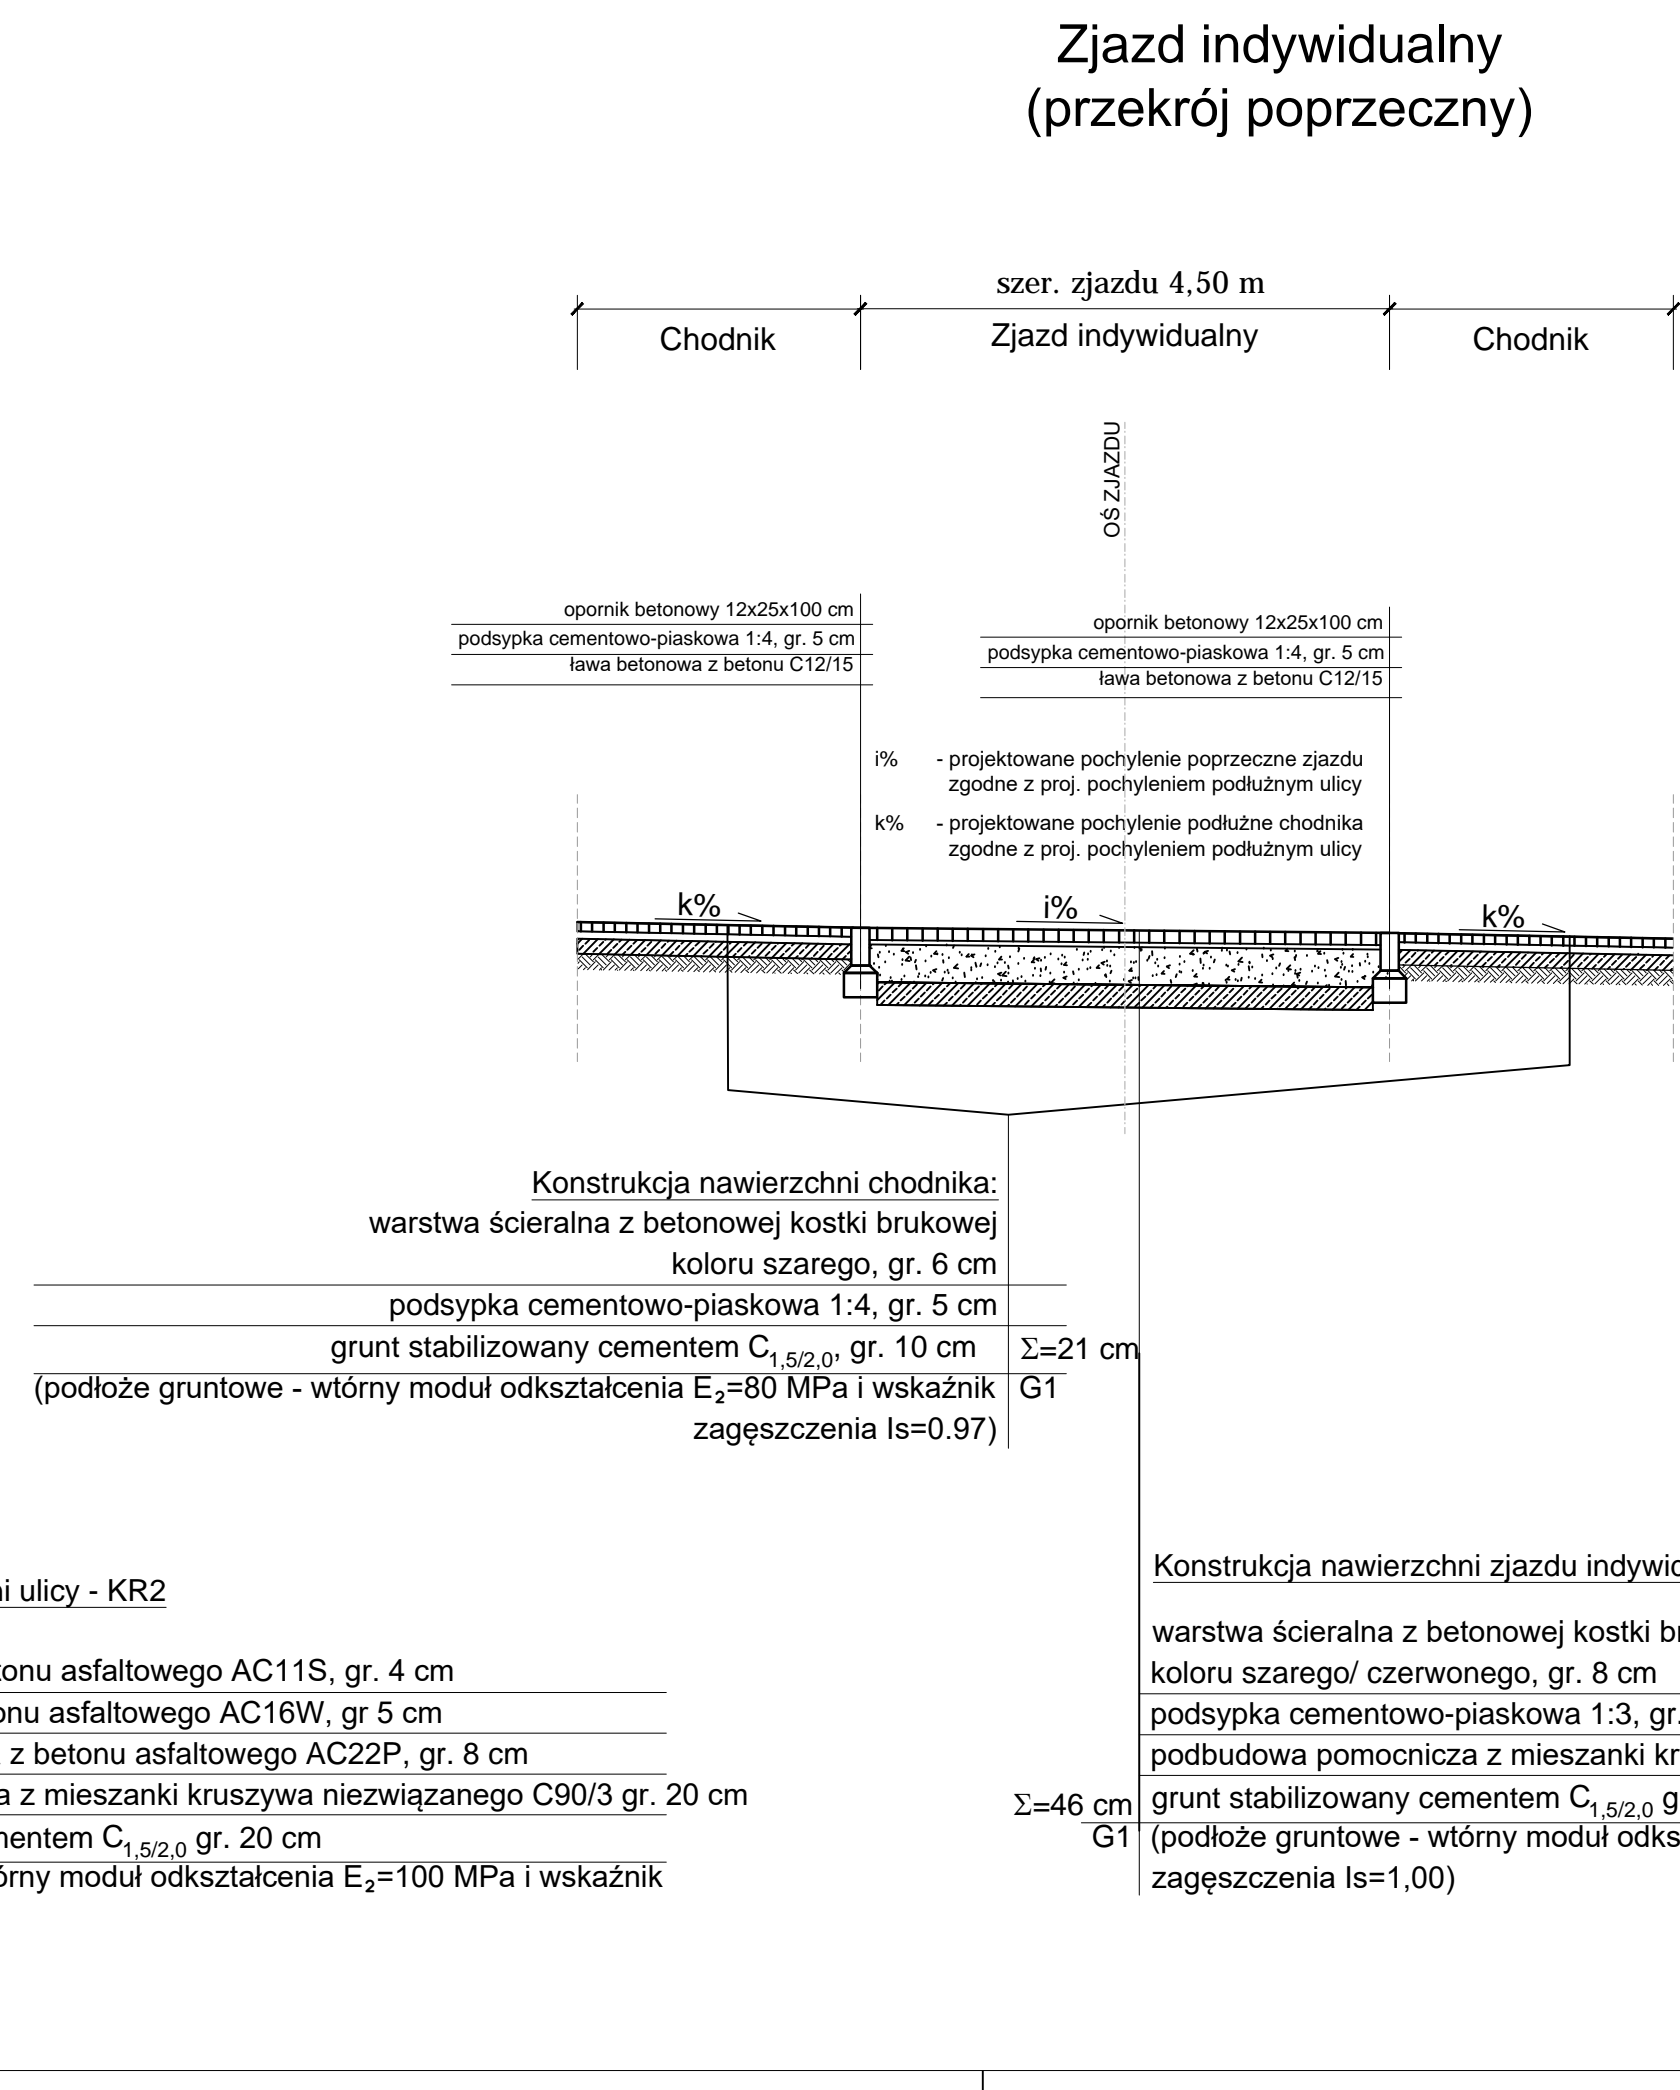 Zjazd indywidualny
(przekrój poprzeczny)
szer. zjazdu 4,50 m
Chodnik
Zjazd indywidualny
Chodnik
OŚ ZJAZDU
opornik betonowy 12x25x100 cm
podsypka cementowo-piaskowa 1:4, gr. 5 cm
ława betonowa z betonu C12/15
opornik betonowy 12x25x100 cm
podsypka cementowo-piaskowa 1:4, gr. 5 cm
ława betonowa z betonu C12/15
i% - projektowane pochylenie poprzeczne zjazdu
zgodne z proj. pochyleniem podłużnym ulicy
k% - projektowane pochylenie podłużne chodnika
zgodne z proj. pochyleniem podłużnym ulicy
k%
i%
k%
Konstrukcja nawierzchni chodnika:
warstwa ścieralna z betonowej kostki brukowej
koloru szarego, gr. 6 cm
podsypka cementowo-piaskowa 1:4, gr. 5 cm
grunt stabilizowany cementem C1,5/2,0, gr. 10 cm Σ=21 cm
(podłoże gruntowe - wtórny moduł odkształcenia E₂=80 MPa i wskaźnik G1
zagęszczenia Is=0.97)
ni ulicy - KR2
tonu asfaltowego AC11S, gr. 4 cm
onu asfaltowego AC16W, gr 5 cm
z betonu asfaltowego AC22P, gr. 8 cm
a z mieszanki kruszywa niezwiązanego C90/3 gr. 20 cm
mentem C1,5/2,0 gr. 20 cm
órny moduł odkształcenia E₂=100 MPa i wskaźnik
Konstrukcja nawierzchni zjazdu indywid
warstwa ścieralna z betonowej kostki br
koloru szarego/ czerwonego, gr. 8 cm
podsypka cementowo-piaskowa 1:3, gr.
podbudowa pomocnicza z mieszanki kr
Σ=46 cm grunt stabilizowany cementem C1,5/2,0 g
G1 (podłoże gruntowe - wtórny moduł odks
zagęszczenia Is=1,00)